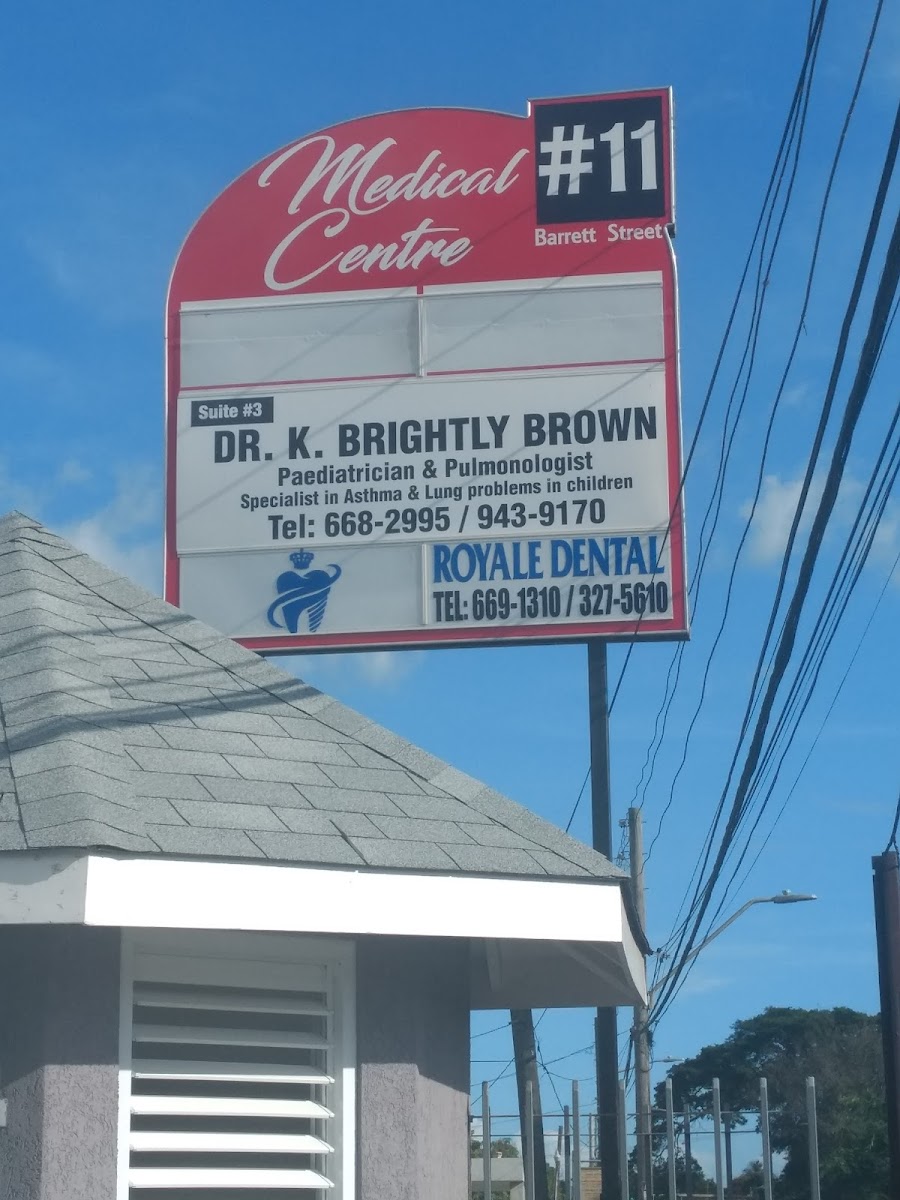 Medical
Centre
#11
Barrett Street
Suite #3
DR. K. BRIGHTLY BROWN
Paediatrician & Pulmonologist
Specialist in Asthma & Lung problems in children
Tel: 668-2995 / 943-9170
ROYALE DENTAL
TEL: 669-1310 / 327-5610